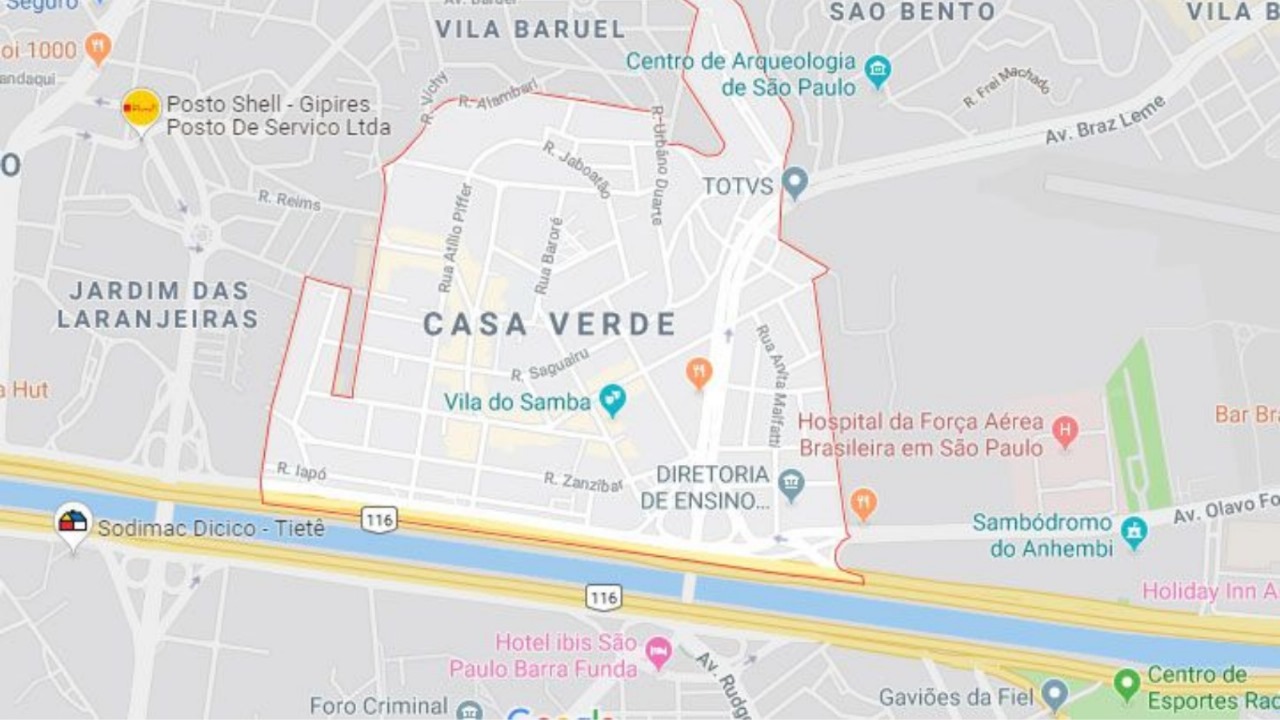 Seguro
Av. Baruel
VILA BARUEL
SAO BENTO
VILA B
oi 1000
andaqui
Centro de Arqueologia
de São Paulo
R. Vichy
R. Alambari
R. Frei Machado
Posto Shell - Gipires
Posto De Servico Ltda
R. Urbano Duarte
Av. Braz Leme
O
R. Jaboatão
TOTVS
R. Reims
Rua Atílio Piffer
Rua Baroré
JARDIM DAS
LARANJEIRAS
CASA VERDE
R. Saguairu
Rua Anita Malfatti
a Hut
Vila do Samba
Hospital da Força Aérea
Brasileira em São Paulo
Bar Br
R. Iapó
R. Zanzibar
DIRETORIA
DE ENSINO...
116
Sodimac Dicico - Tietê
Sambódromo
do Anhembi
Av. Olavo Fo
116
Holiday Inn A
Hotel ibis São
Paulo Barra Funda
Av. Rudge
Centro de
Esportes Rad
Gaviões da Fiel
Foro Criminal
Google